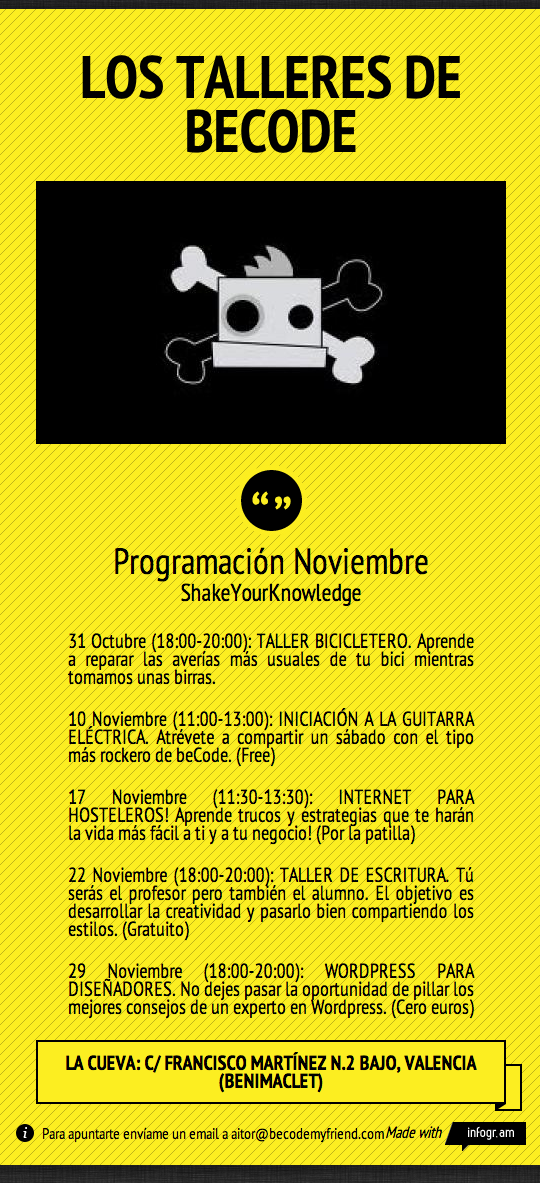 LOS TALLERES DE
BECODE
“ ”
Programación Noviembre
ShakeYourKnowledge
31 Octubre (18:00-20:00): TALLER BICICLETERO. Aprende
a reparar las averías más usuales de tu bici mientras
tomamos unas birras.
10 Noviembre (11:00-13:00): INICIACIÓN A LA GUITARRA
ELÉCTRICA. Atrévete a compartir un sábado con el tipo
más rockero de beCode. (Free)
17 Noviembre (11:30-13:30): INTERNET PARA
HOSTELEROS! Aprende trucos y estrategias que te harán
la vida más fácil a ti y a tu negocio! (Por la patilla)
22 Noviembre (18:00-20:00): TALLER DE ESCRITURA. Tú
serás el profesor pero también el alumno. El objetivo es
desarrollar la creatividad y pasarlo bien compartiendo los
estilos. (Gratuito)
29 Noviembre (18:00-20:00): WORDPRESS PARA
DISEÑADORES. No dejes pasar la oportunidad de pillar los
mejores consejos de un experto en Wordpress. (Cero euros)
LA CUEVA: C/ FRANCISCO MARTÍNEZ N.2 BAJO, VALENCIA
(BENIMACLET)
i Para apuntarte envíame un email a aitor@becodemyfriend.com Made with infogr.am